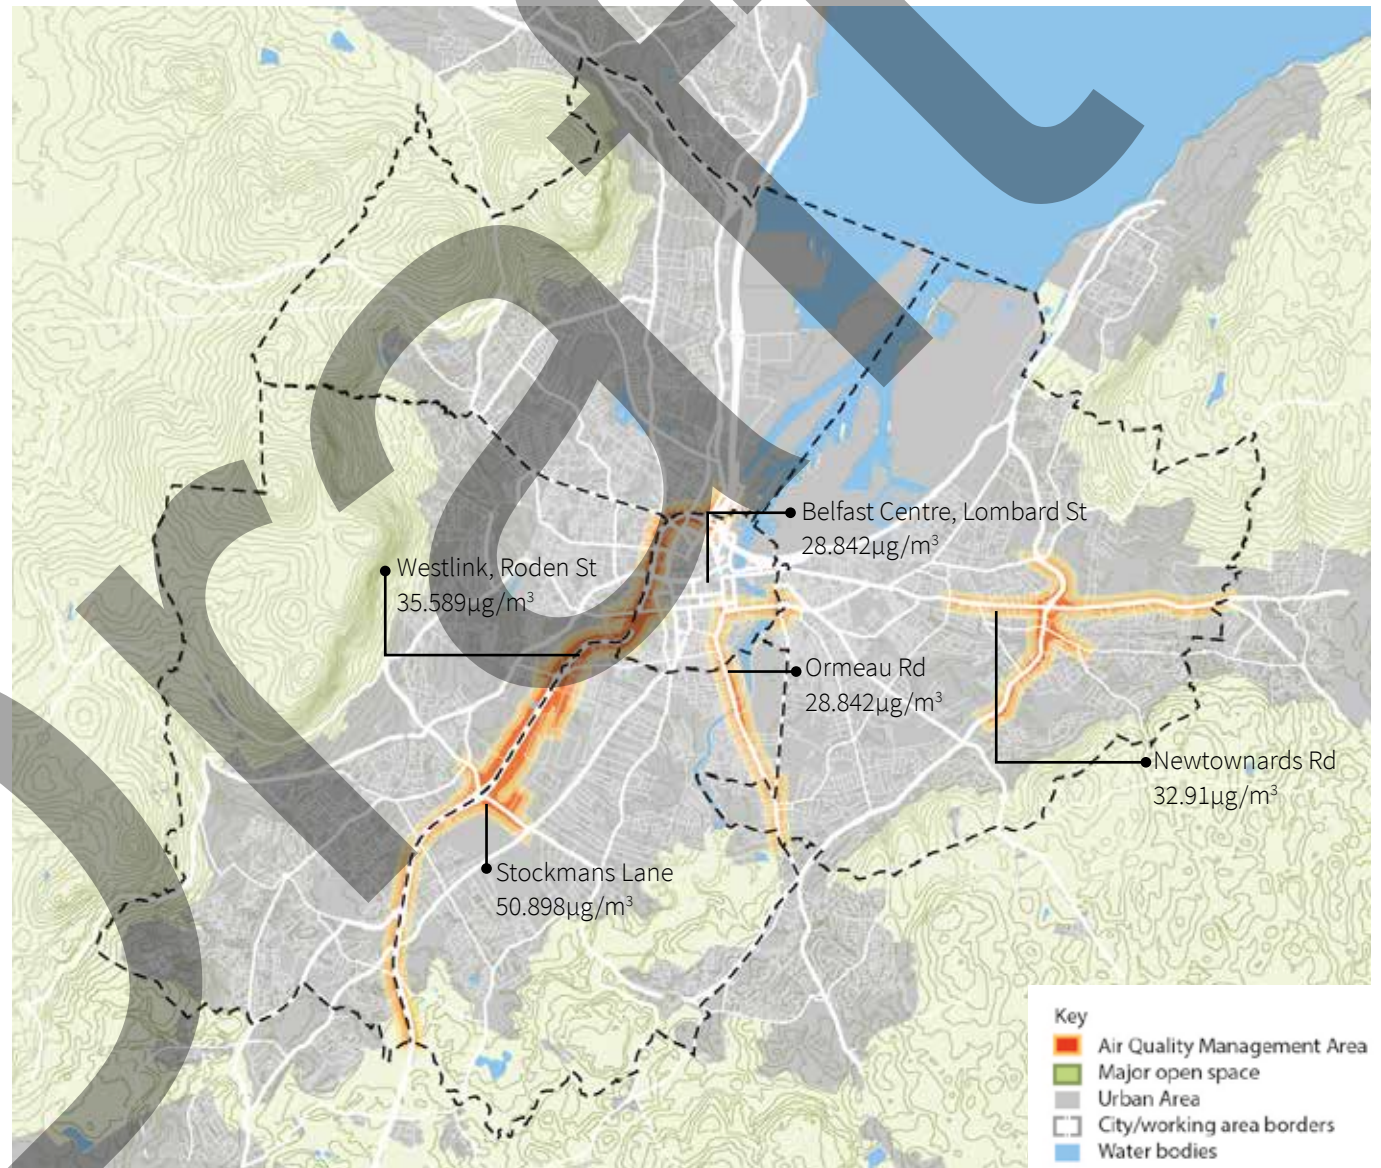 Draft
Belfast Centre, Lombard St
28.842µg/m³
Westlink, Roden St
35.589µg/m³
Ormeau Rd
28.842µg/m³
Newtownards Rd
32.91µg/m³
Stockmans Lane
50.898µg/m³
Key
Air Quality Management Area
Major open space
Urban Area
City/working area borders
Water bodies